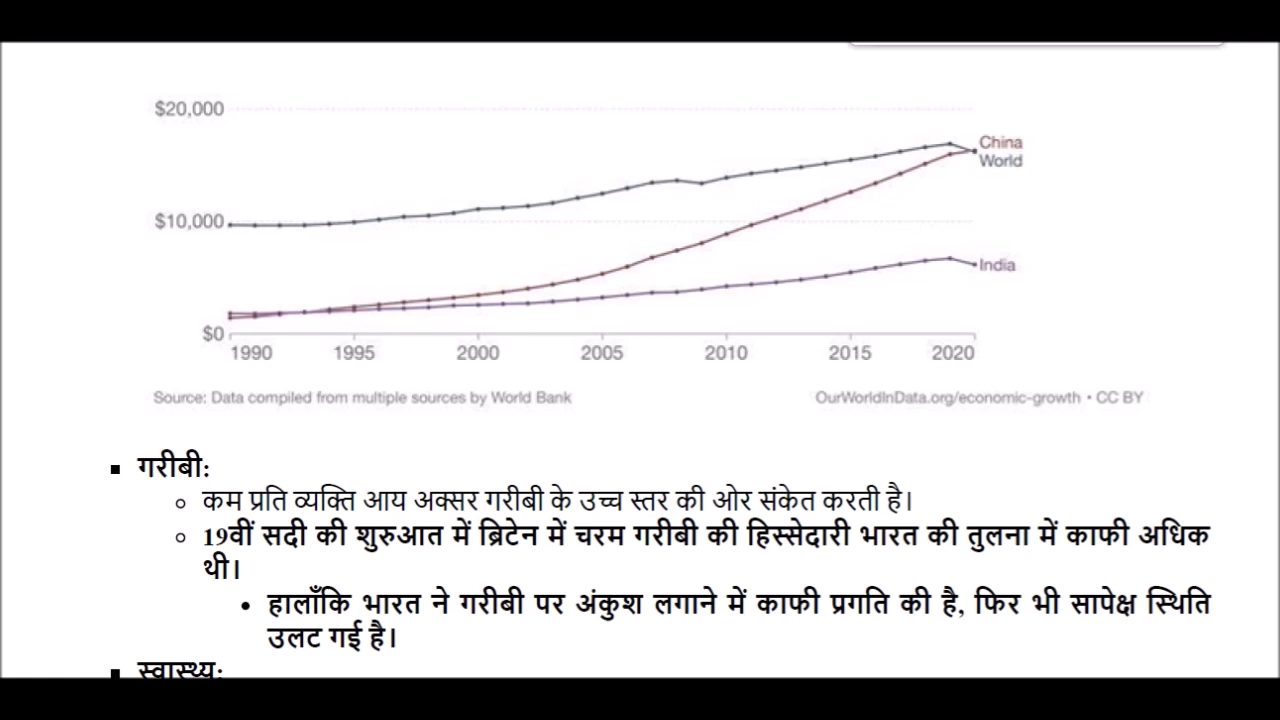 $20,000
China
World
$10,000
India
$0
1990 1995 2000 2005 2010 2015 2020
Source: Data compiled from multiple sources by World Bank OurWorldInData.org/economic-growth • CC BY
▪ गरीबी:
○ कम प्रति व्यक्ति आय अक्सर गरीबी के उच्च स्तर की ओर संकेत करती है।
○ 19वीं सदी की शुरुआत में ब्रिटेन में चरम गरीबी की हिस्सेदारी भारत की तुलना में काफी अधिक
थी।
• हालाँकि भारत ने गरीबी पर अंकुश लगाने में काफी प्रगति की है, फिर भी सापेक्ष स्थिति
उलट गई है।
▪ स्वास्थ्य: